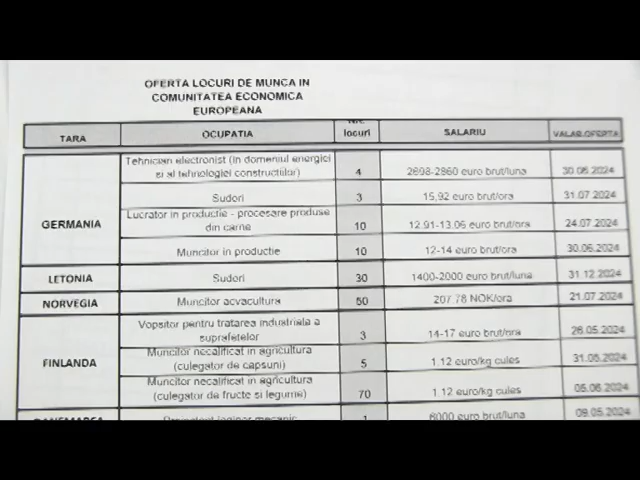 OFERTA LOCURI DE MUNCA IN
COMUNITATEA ECONOMICA
EUROPEANA
TARA OCUPATIA locuri SALARIU VALAB.OFERTA
Tehnician electronist (in domeniul energiei
si al tehnologiei constructiilor) 4 2698-2860 euro brut/luna 30.06.2024
Sudori 3 15,92 euro brut/ora 31.07.2024
GERMANIA
Lucrator in productie - procesare produse
din carne 10 12.91-13.06 euro brut/ora 24.07.2024
Muncitor in productie 10 12-14 euro brut/ora 30.06.2024
LETONIA Sudori 30 1400-2000 euro brut/luna 31.12.2024
NORVEGIA Muncitor acvacultura 50 207.78 NOK/ora 21.07.2024
Vopsitor pentru tratarea industriala a
suprafetelor 3 14-17 euro brut/ora 26.05.2024
FINLANDA
Muncitor necalificat in agricultura
(culegator de capsuni) 5 1,12 euro/kg cules 31.05.2024
Muncitor necalificat in agricultura
(culegator de fructe si legume) 70 1.12 euro/kg cules 05.06.2024
DANEMARCA Proiectant inginer mecanic 1 6000 euro brut/luna 09.05.2024